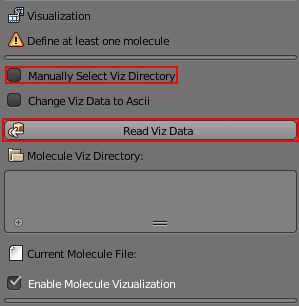 Visualization
Define at least one molecule
Manually Select Viz Directory
Change Viz Data to Ascii
Read Viz Data
Molecule Viz Directory:
Current Molecule File:
Enable Molecule Vizualization